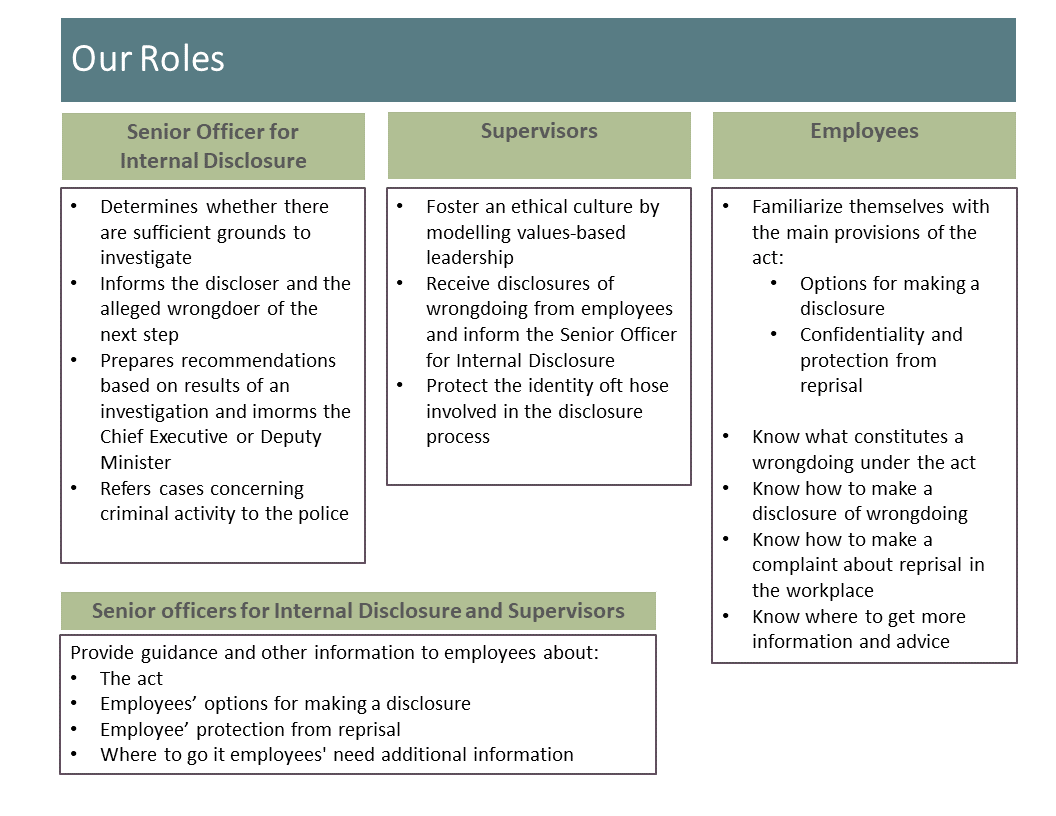 Our Roles
Senior Officer for
Internal Disclosure
• Determines whether there
are sufficient grounds to
investigate
• Informs the discloser and the
alleged wrongdoer of the
next step
• Prepares recommendations
based on results of an
investigation and imorms the
Chief Executive or Deputy
Minister
• Refers cases concerning
criminal activity to the police
Supervisors
• Foster an ethical culture by
modelling values-based
leadership
• Receive disclosures of
wrongdoing from employees
and inform the Senior Officer
for Internal Disclosure
• Protect the identity oft hose
involved in the disclosure
process
Employees
• Familiarize themselves with
the main provisions of the
act:
• Options for making a
disclosure
• Confidentiality and
protection from
reprisal
• Know what constitutes a
wrongdoing under the act
• Know how to make a
disclosure of wrongdoing
• Know how to make a
complaint about reprisal in
the workplace
• Know where to get more
information and advice
Senior officers for Internal Disclosure and Supervisors
Provide guidance and other information to employees about:
• The act
• Employees’ options for making a disclosure
• Employee’ protection from reprisal
• Where to go it employees' need additional information